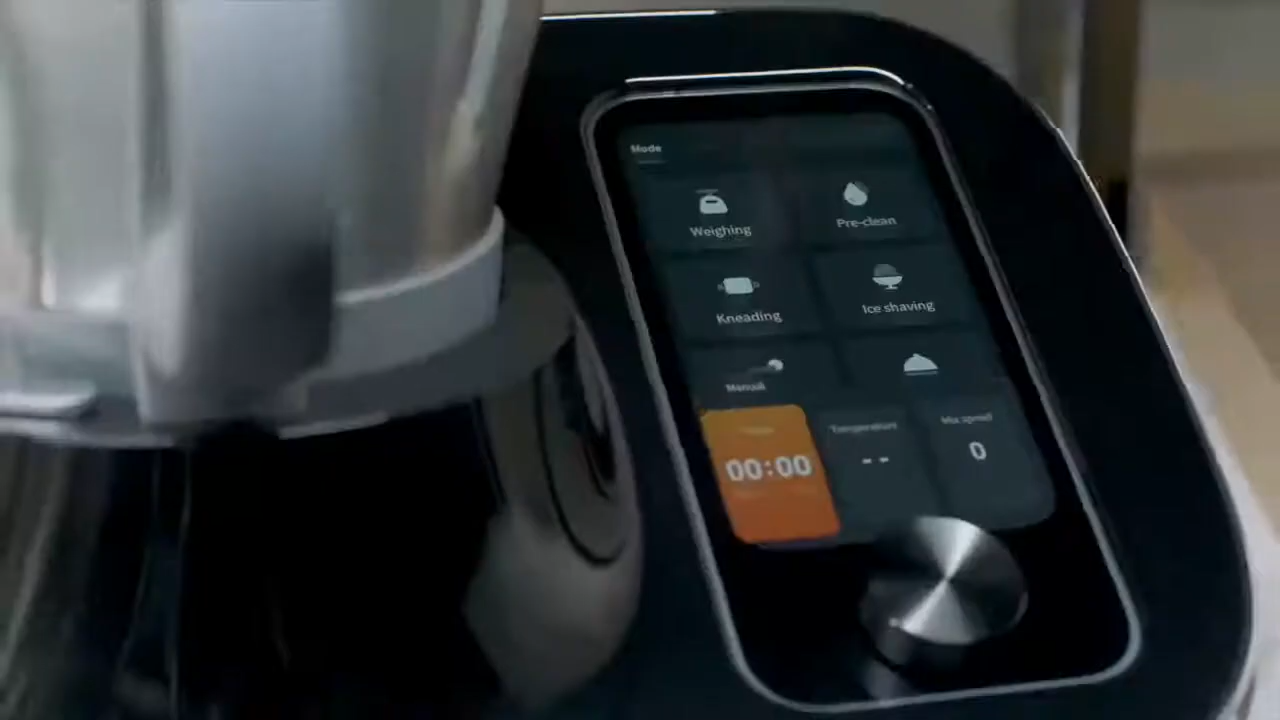 Mode
Weighing
Pre-clean
Kneading
Ice shaving
Manual
Temperature
Mix speed
00:00
--
0